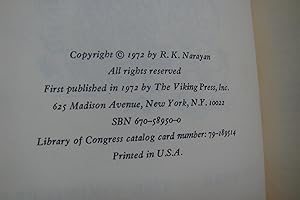 Copyright © 1972 by R. K. Narayan
All rights reserved
First published in 1972 by The Viking Press, Inc.
625 Madison Avenue, New York, N.Y. 10022
SBN 670-58950-0
Library of Congress catalog card number: 79-189514
Printed in U.S.A.